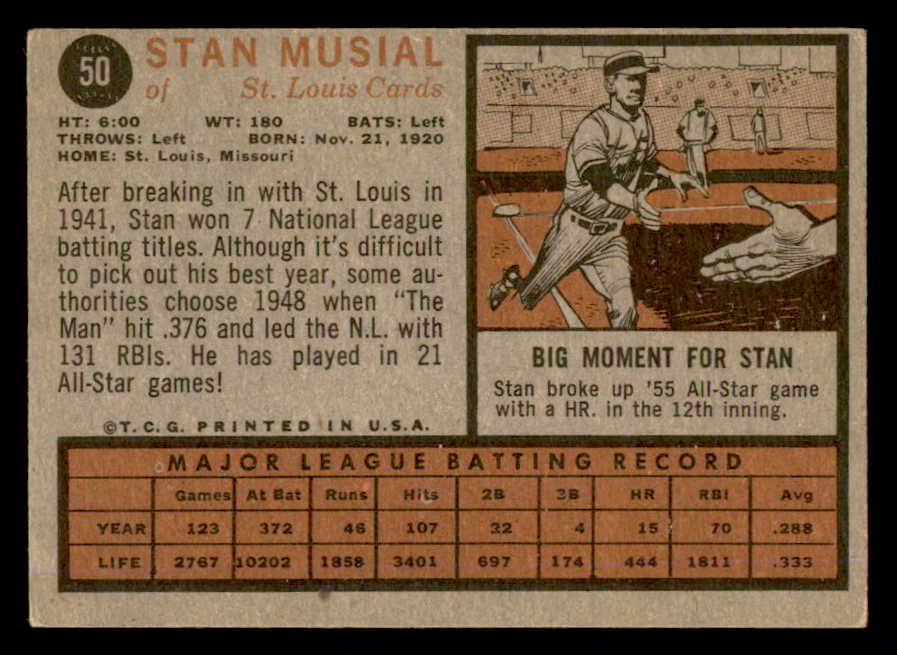 50
STAN MUSIAL
of St. Louis Cards
HT: 6:00 WT: 180 BATS: Left
THROWS: Left BORN: Nov. 21, 1920
HOME: St. Louis, Missouri
After breaking in with St. Louis in
1941, Stan won 7 National League
batting titles. Although it's difficult
to pick out his best year, some au-
thorities choose 1948 when "The
Man" hit .376 and led the N.L. with
131 RBIs. He has played in 21
All-Star games!
©T.C.G. PRINTED IN U.S.A.
BIG MOMENT FOR STAN
Stan broke up '55 All-Star game
with a HR. in the 12th inning.
MAJOR LEAGUE BATTING RECORD
Games At Bat Runs Hits 2B 3B HR RBI Avg
YEAR 123 372 46 107 22 4 15 70 .288
LIFE 2767 10202 1858 3401 697 174 444 1811 .333